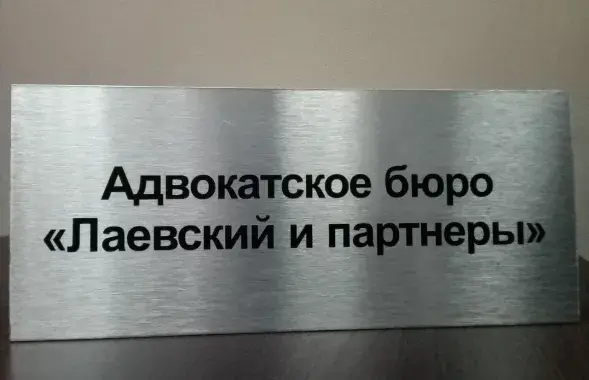 Адвокатское бюро
«Лаевский и партнеры»